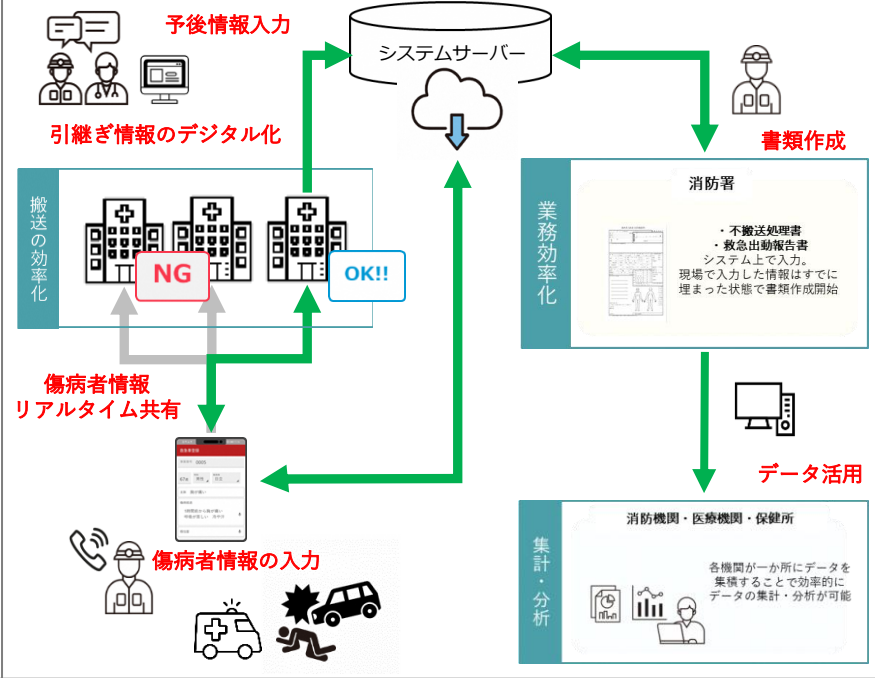 予後情報入力
システムサーバー
引継ぎ情報のデジタル化
書類作成
搬送の効率化
NG
OK!!
業務効率化
消防署
・不搬送処理書
・救急出動報告書
システム上で入力。
現場で入力した情報はすでに
埋まった状態で書類作成開始
傷病者情報
リアルタイム共有
データ活用
傷病者情報の入力
集計・分析
消防機関・医療機関・保健所
各機関が一か所にデータを
集積することで効率的に
データの集計・分析が可能